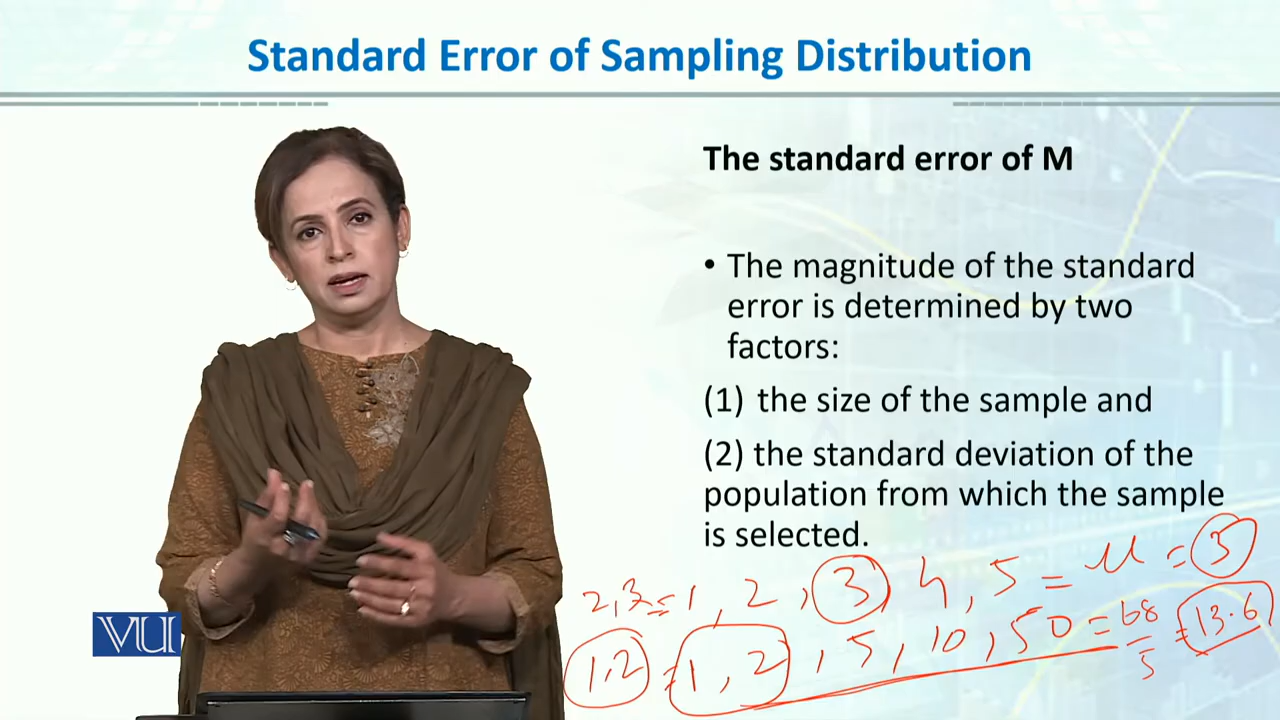 Standard Error of Sampling Distribution
The standard error of M
• The magnitude of the standard
error is determined by two
factors:
(1) the size of the sample and
(2) the standard deviation of the
population from which the sample
is selected.
2,3 = 1, 2, 3, 4, 5 = μ = 3
1,2 = 1, 2, 5, 10, 50 = 68/5 = 13.6
VU